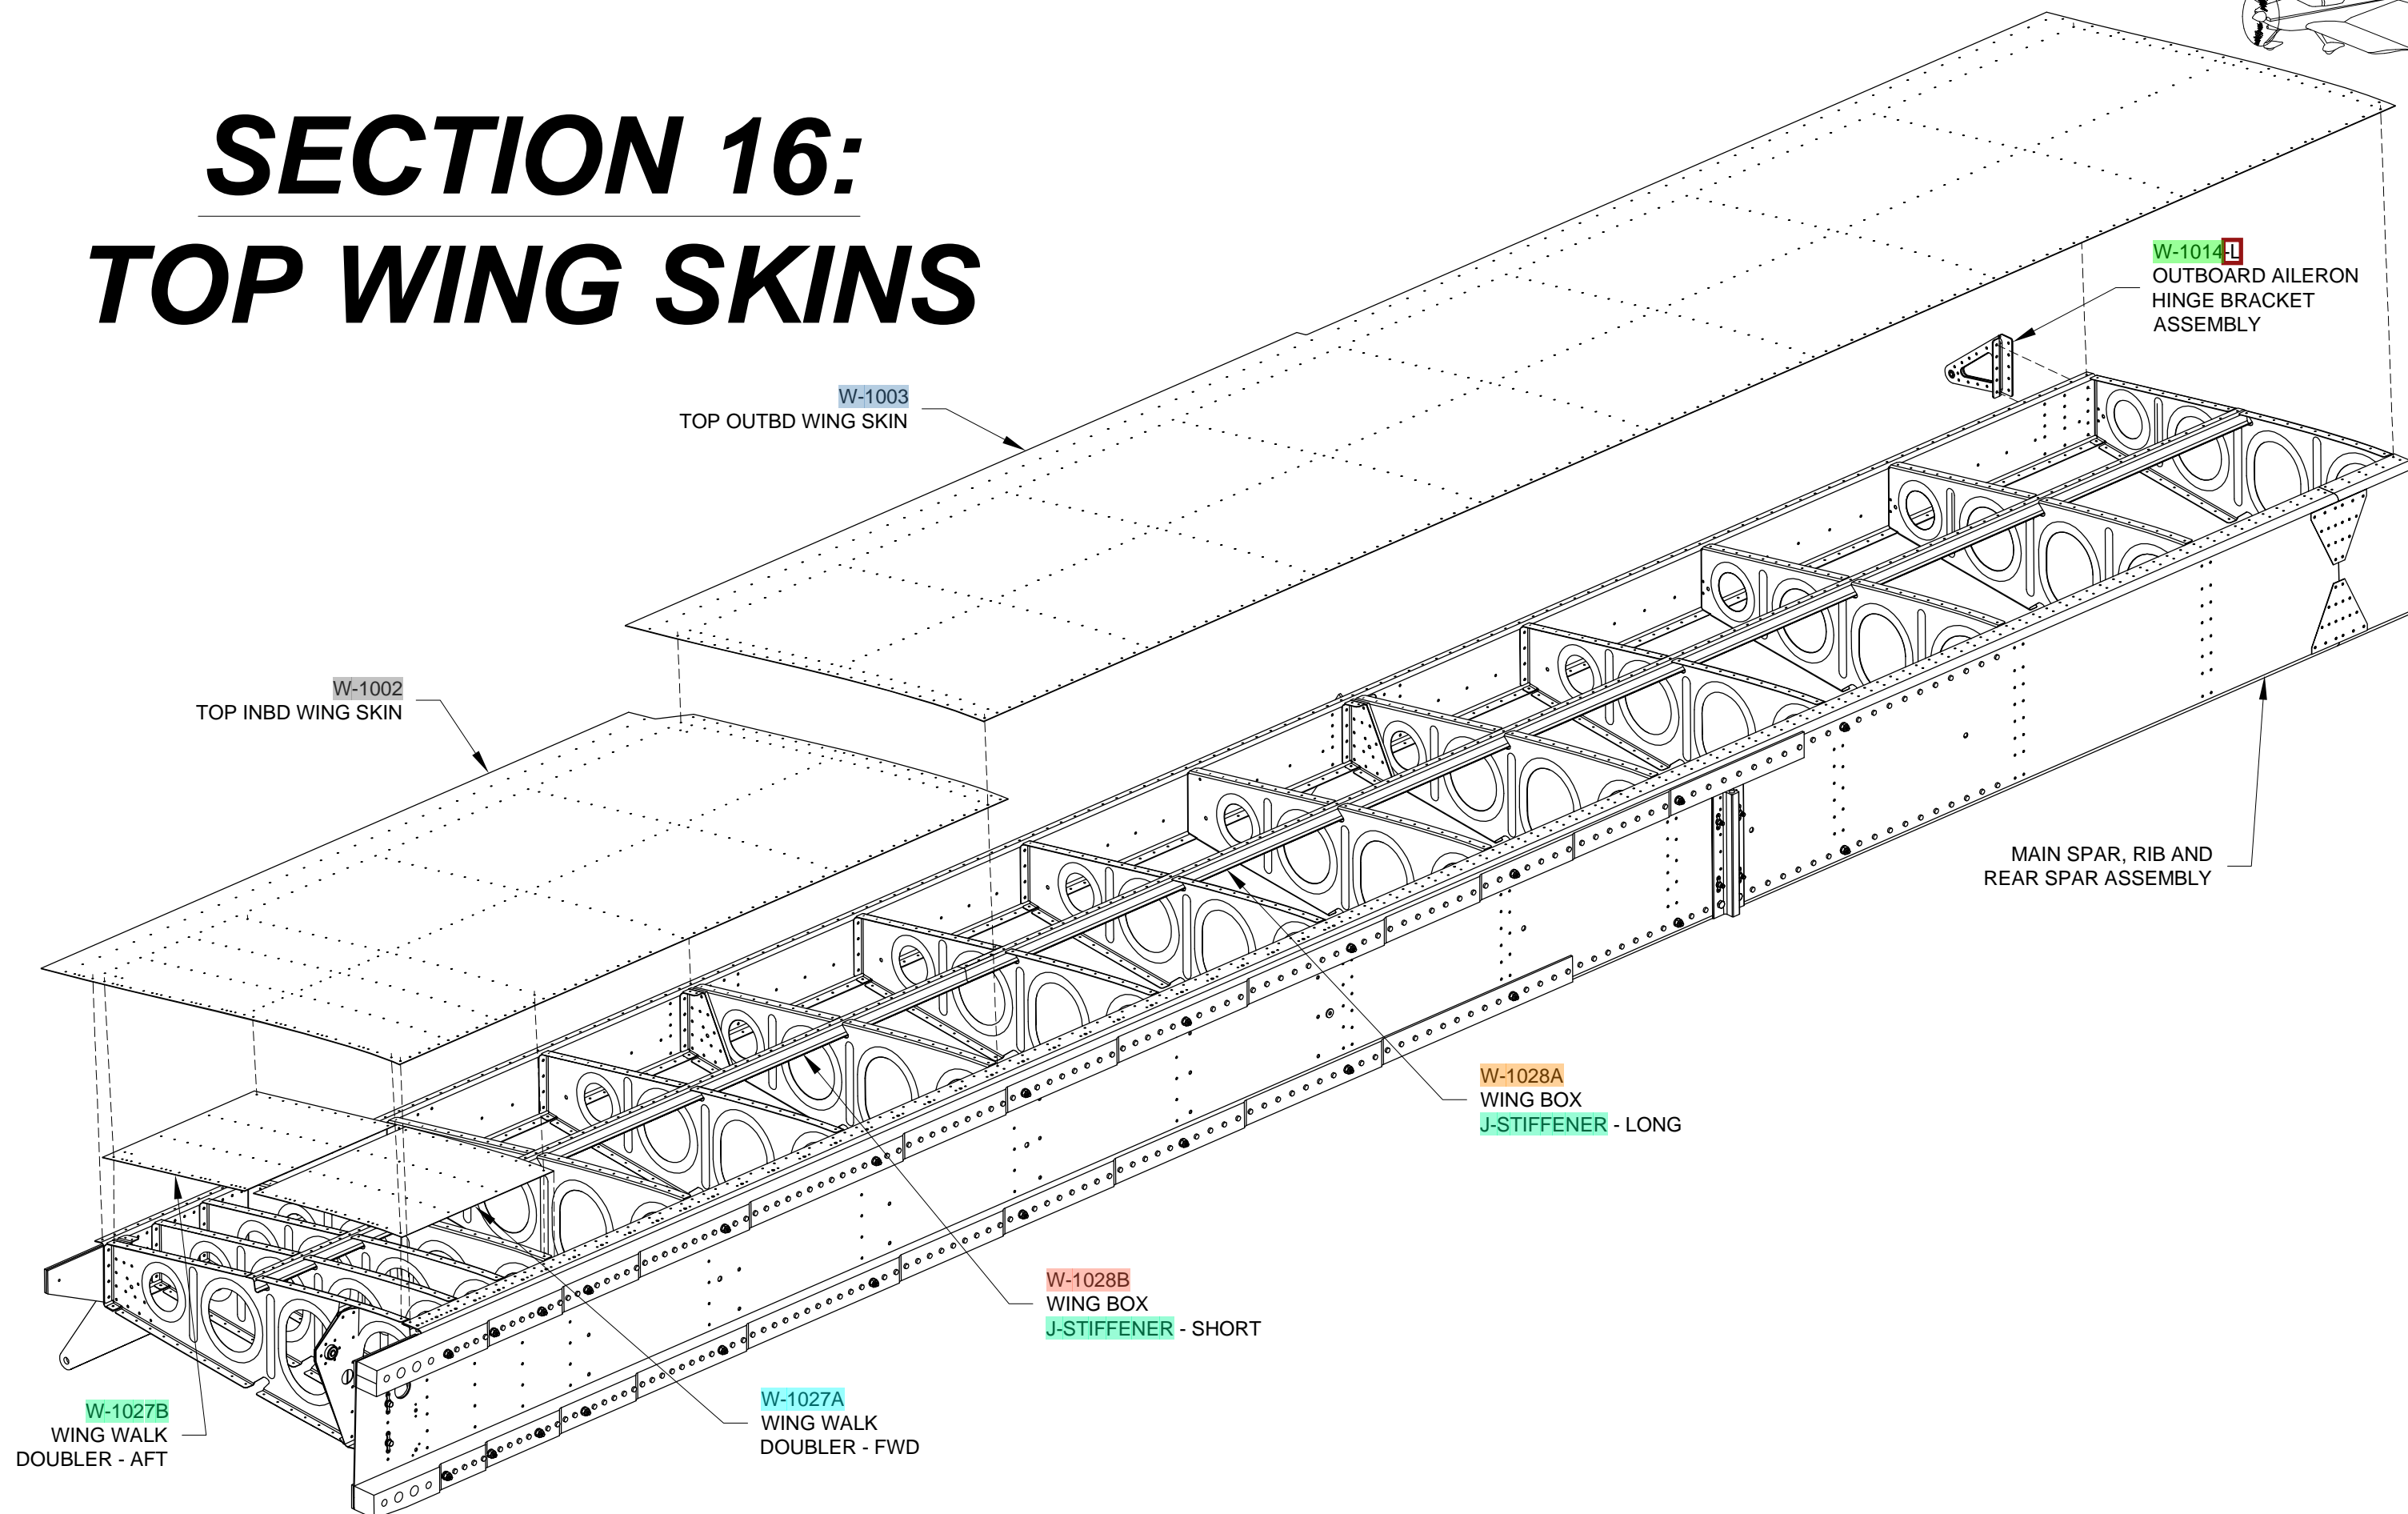 SECTION 16:
TOP WING SKINS
W-1014-L
OUTBOARD AILERON
HINGE BRACKET
ASSEMBLY
W-1003
TOP OUTBD WING SKIN
W-1002
TOP INBD WING SKIN
MAIN SPAR, RIB AND
REAR SPAR ASSEMBLY
W-1028A
WING BOX
J-STIFFENER - LONG
W-1028B
WING BOX
J-STIFFENER - SHORT
W-1027A
WING WALK
DOUBLER - FWD
W-1027B
WING WALK
DOUBLER - AFT